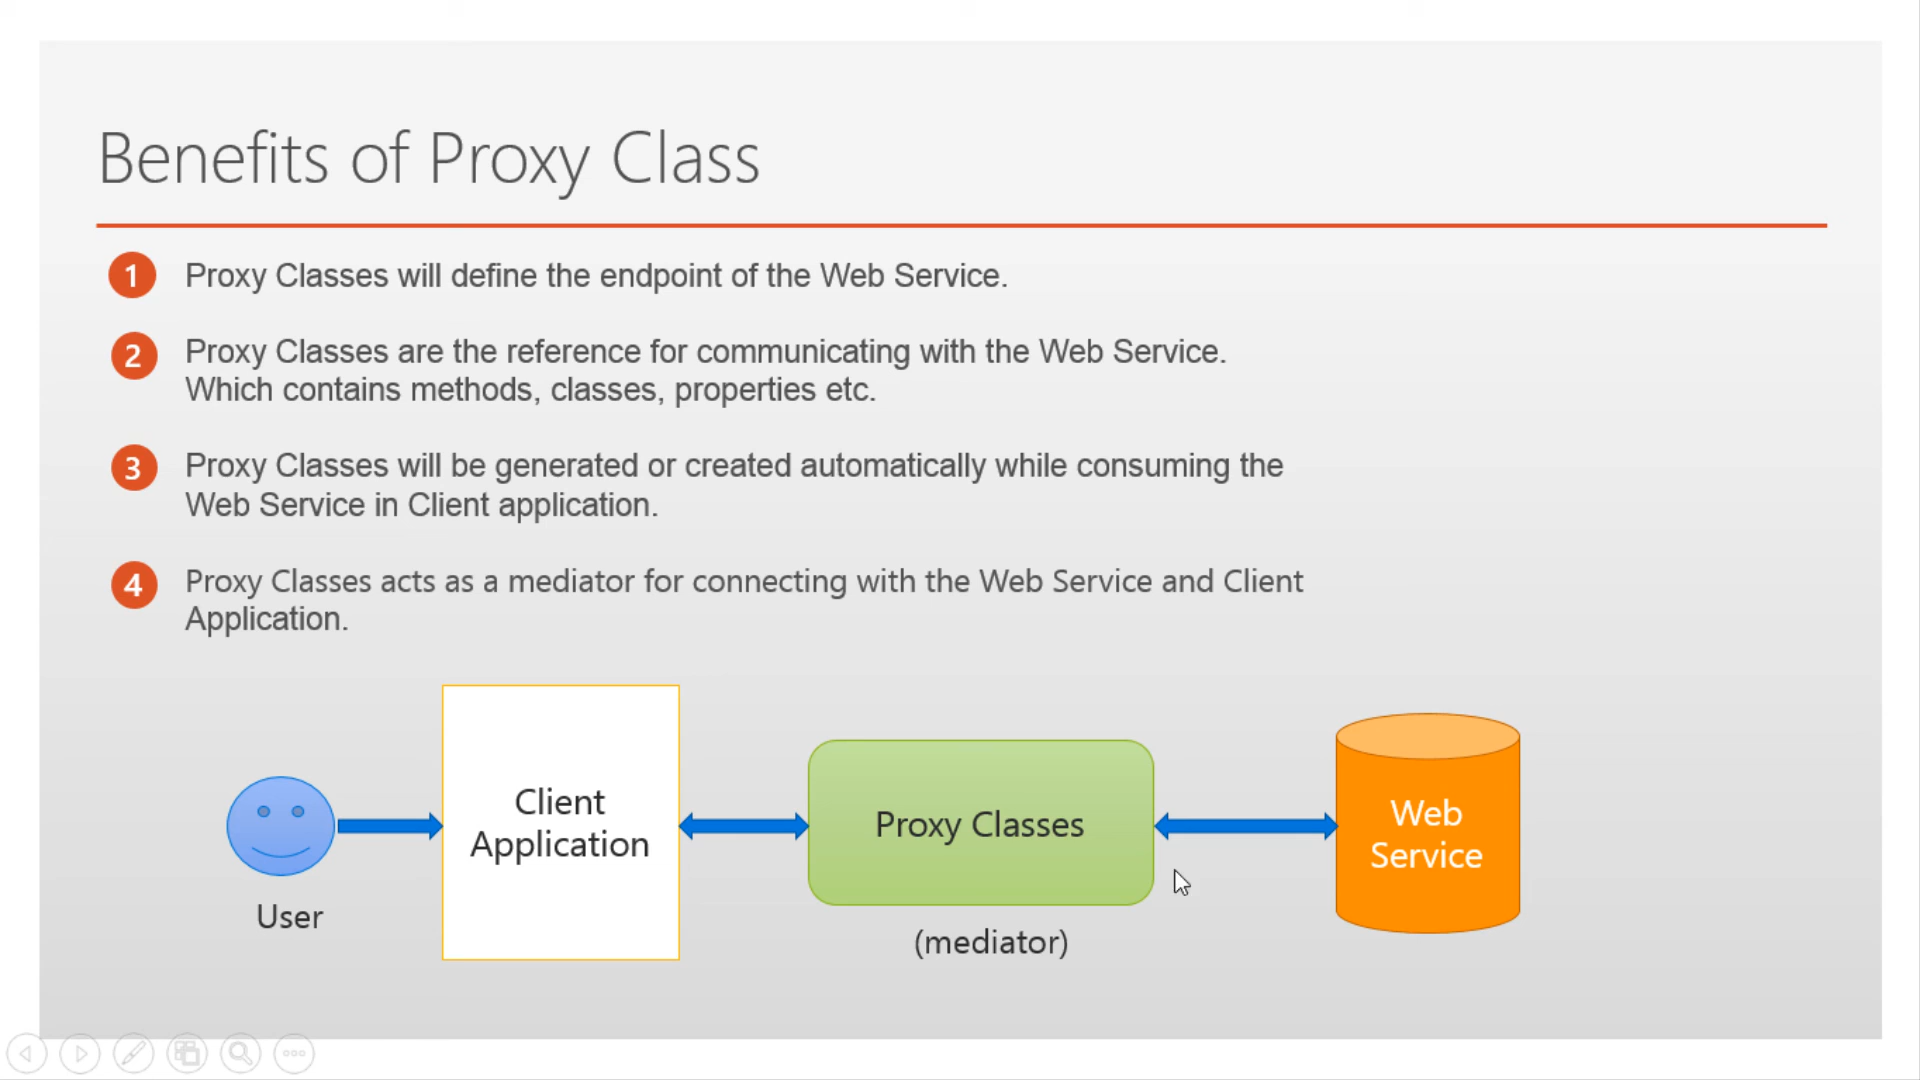 Benefits of Proxy Class
1 Proxy Classes will define the endpoint of the Web Service.
2 Proxy Classes are the reference for communicating with the Web Service.
Which contains methods, classes, properties etc.
3 Proxy Classes will be generated or created automatically while consuming the
Web Service in Client application.
4 Proxy Classes acts as a mediator for connecting with the Web Service and Client
Application.
User
Client
Application
Proxy Classes
(mediator)
Web
Service